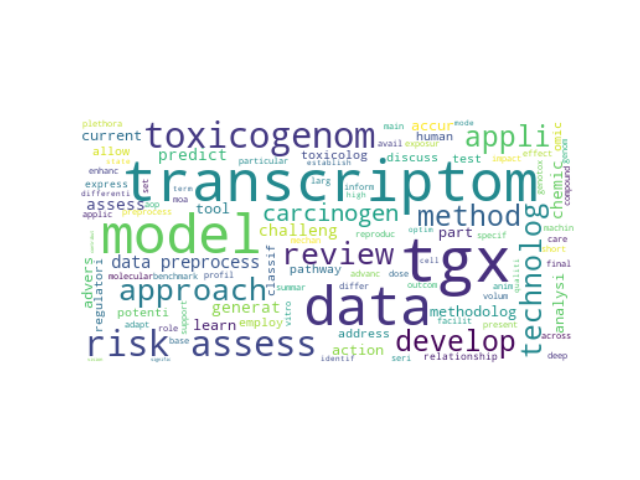 plethora
current
toxicogenom
main
avail
accur
mode
exposur
human
appli
omic
genom
allow
predict
toxicolog
discuss
test
effect
impact
state
enhanc
particular
establish
transcriptom
chemic
compound
genotox
express
differenti
set
term
moa
aop
larg
inform
high
assess
applic
preprocess
tool
carcinogen
method
challeng
mechan
optim
part
specif
technolog
machin
care
short
model
data preprocess
review
tgx
final
advers
regulatori
molecular
benchmark
profil
classif
pathway
cell
advanc
dose
outcom
anim
qualiti
analysi
approach
summar
differ
data
volum
potenti
support
generat
vitro
methodolog
adapt
role
learn
employ
address
facilit
present
across
base
risk assess
action
seri
develop
relationship
identif
deep